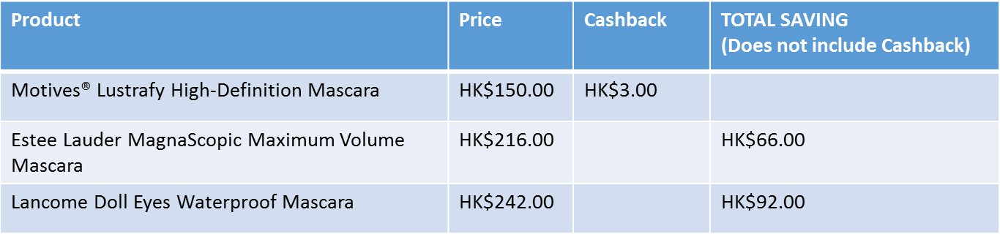 Product Price Cashback TOTAL SAVING
(Does not include Cashback)
Motives® Lustrafy High-Definition Mascara HK$150.00 HK$3.00
Estee Lauder MagnaScopic Maximum Volume HK$216.00 HK$66.00
Mascara
Lancome Doll Eyes Waterproof Mascara HK$242.00 HK$92.00